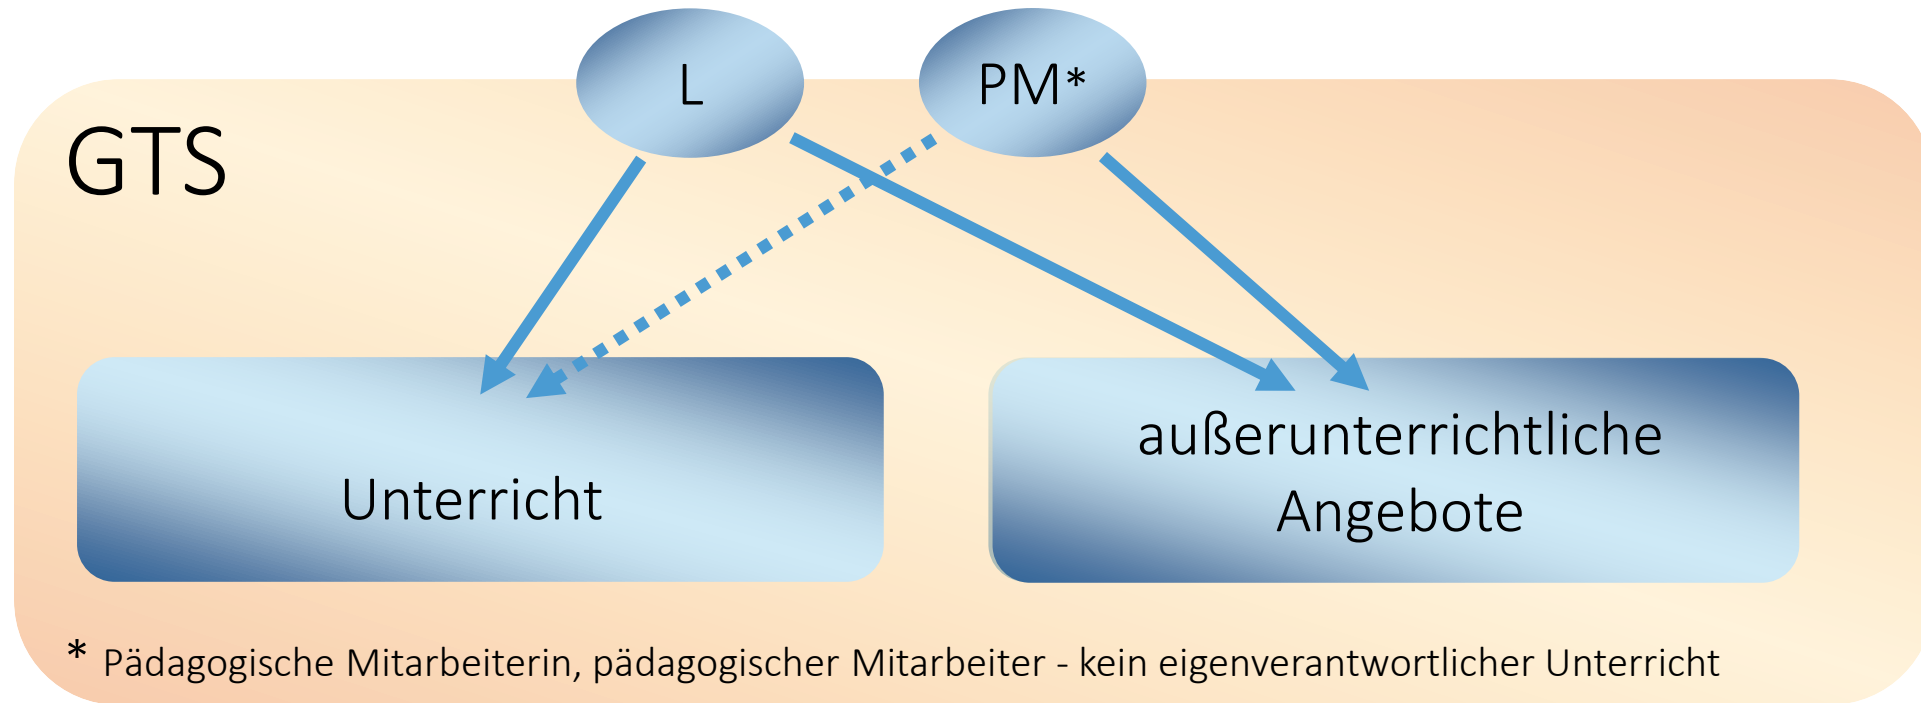 L
PM*
GTS
Unterricht
außerunterrichtliche
Angebote
* Pädagogische Mitarbeiterin, pädagogischer Mitarbeiter - kein eigenverantwortlicher Unterricht